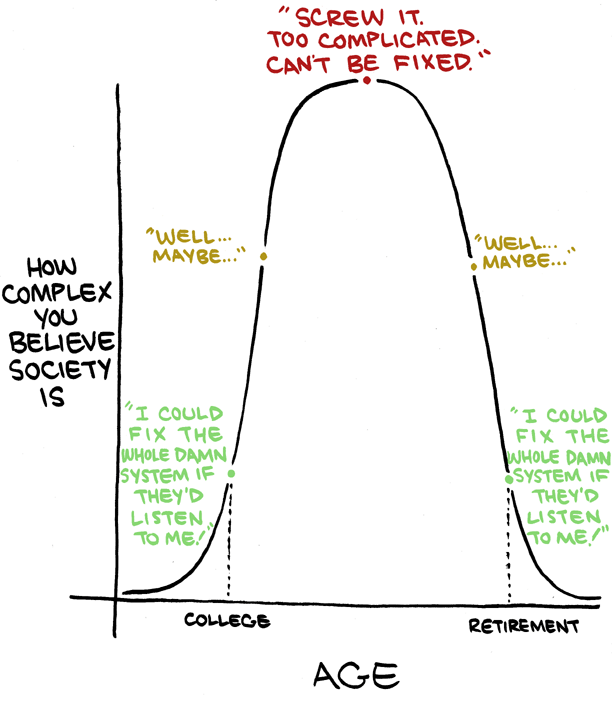 "SCREW IT.
TOO COMPLICATED.
CAN'T BE FIXED."
"WELL...
MAYBE..."
"WELL...
MAYBE..."
HOW
COMPLEX
YOU
BELIEVE
SOCIETY
IS
"I COULD
FIX THE
WHOLE DAMN
SYSTEM IF
THEY'D
LISTEN
TO ME!"
"I COULD
FIX THE
WHOLE DAMN
SYSTEM IF
THEY'D
LISTEN
TO ME!"
COLLEGE
RETIREMENT
AGE